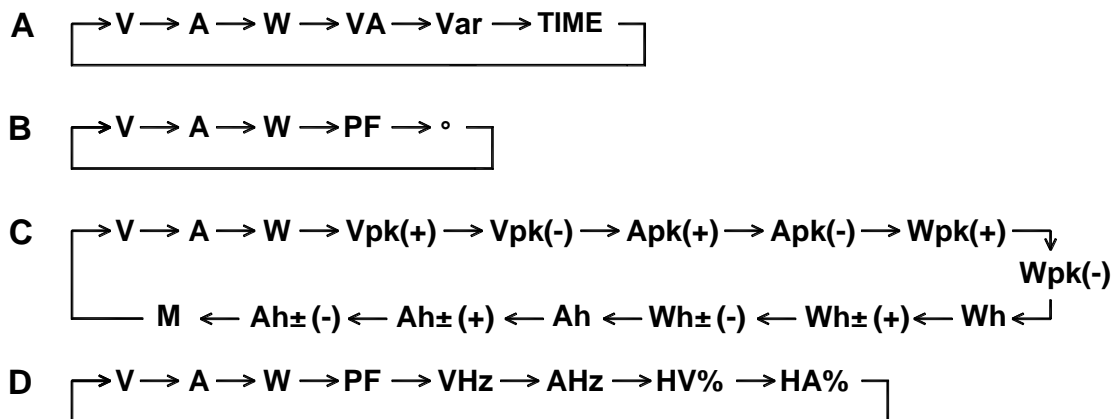 A V A W VA Var TIME
B V A W PF °
C V A W Vpk(+) Vpk(-) Apk(+) Apk(-) Wpk(+)
Wpk(-)
M Ah± (-) Ah± (+) Ah Wh± (-) Wh± (+) Wh
D V A W PF VHz AHz HV% HA%